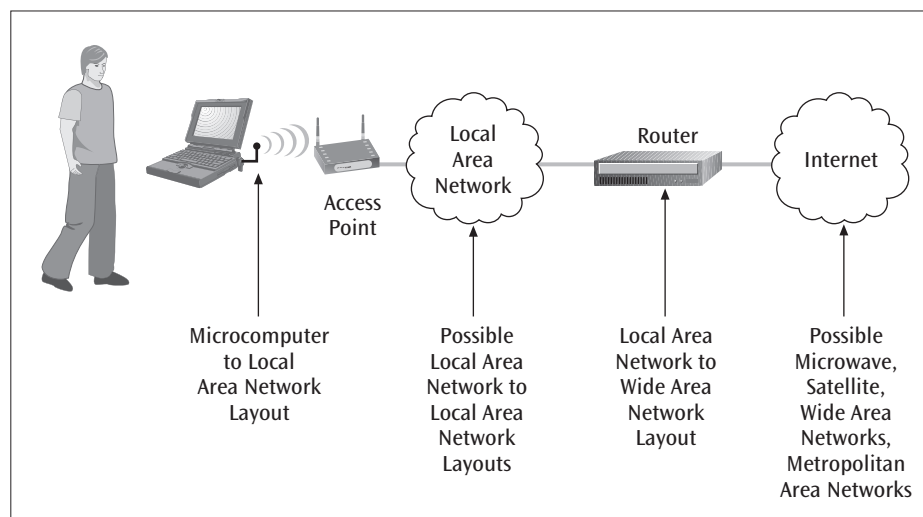 Local
Area
Network
Router
Internet
Access
Point
Microcomputer
to Local
Area Network
Layout
Possible
Local Area
Network to
Local Area
Network
Layouts
Local Area
Network to
Wide Area
Network
Layout
Possible
Microwave,
Satellite,
Wide Area
Networks,
Metropolitan
Area Networks